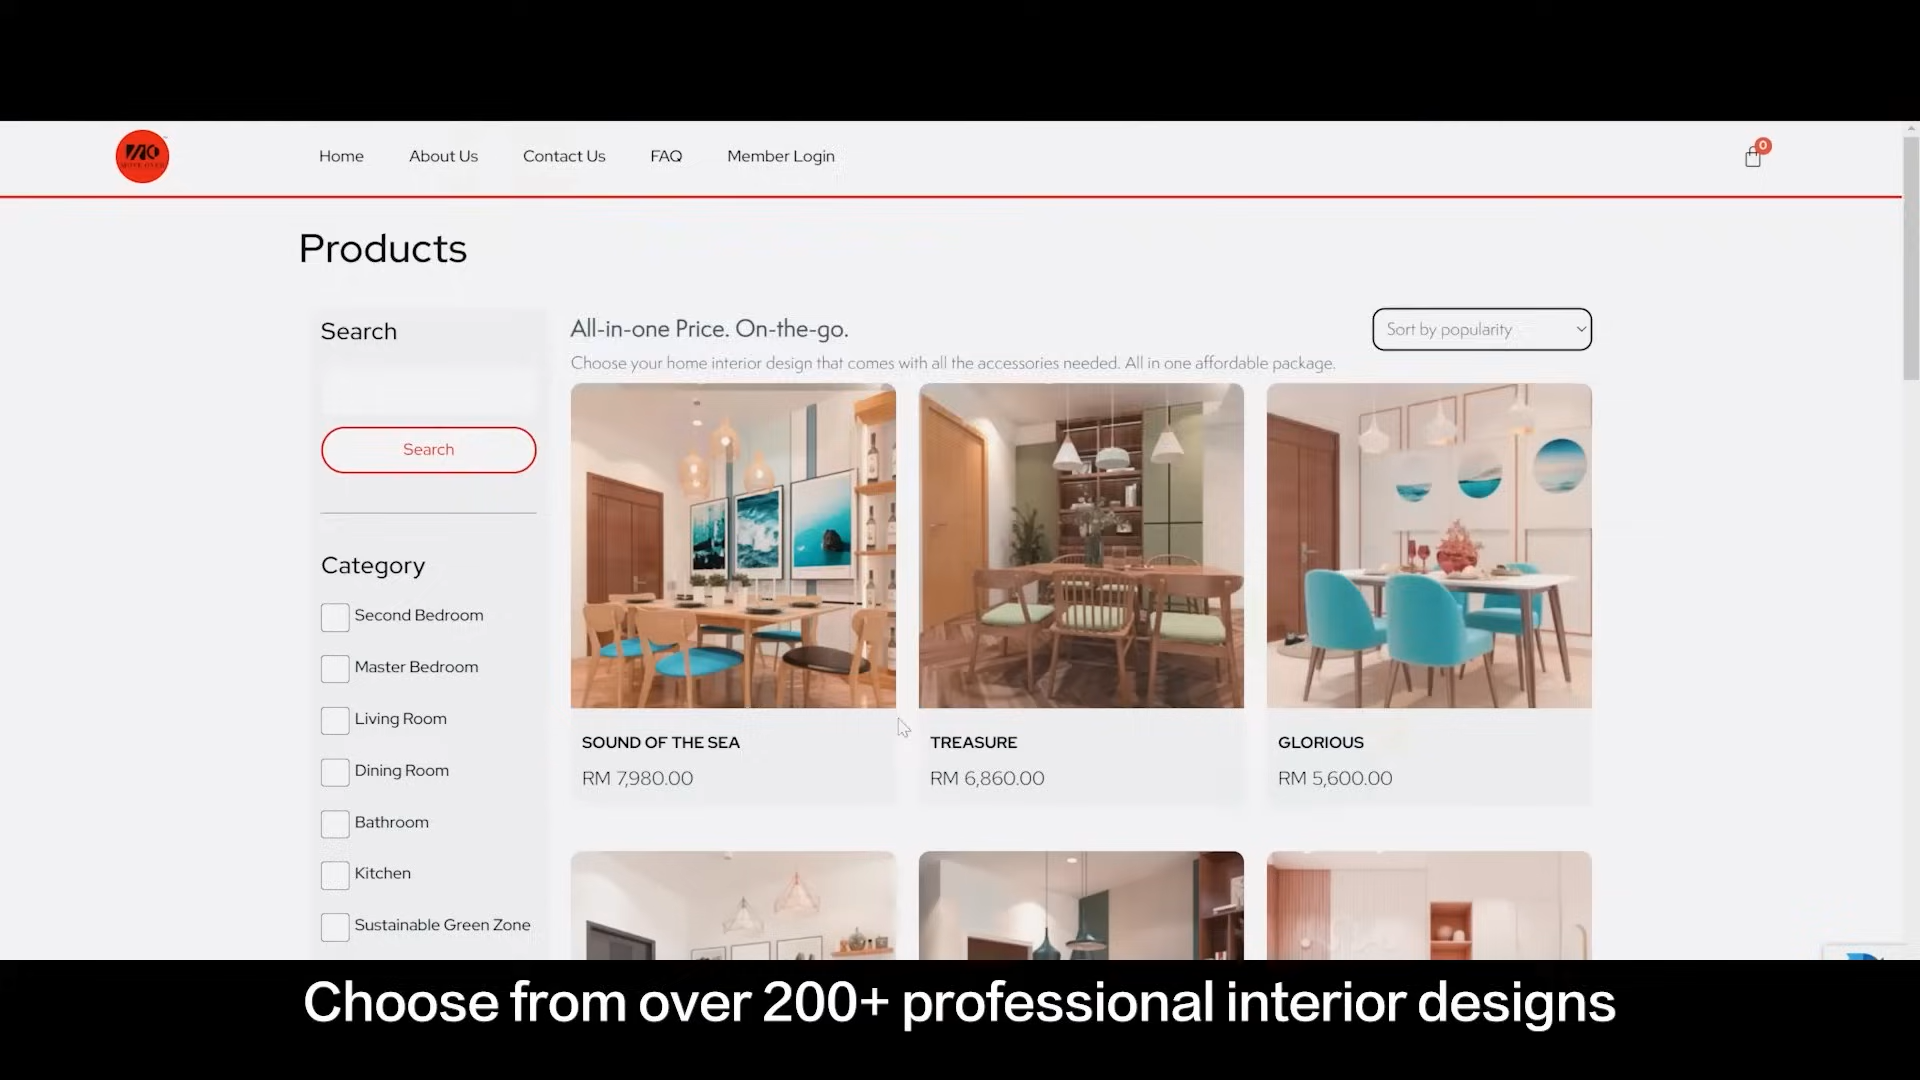 Home About Us Contact Us FAQ Member Login
0
Products
Search
Search
Category
Second Bedroom
Master Bedroom
Living Room
Dining Room
Bathroom
Kitchen
Sustainable Green Zone
All-in-one Price. On-the-go.
Sort by popularity
Choose your home interior design that comes with all the accessories needed. All in one affordable package.
SOUND OF THE SEA
RM 7,980.00
TREASURE
RM 6,860.00
GLORIOUS
RM 5,600.00
Choose from over 200+ professional interior designs